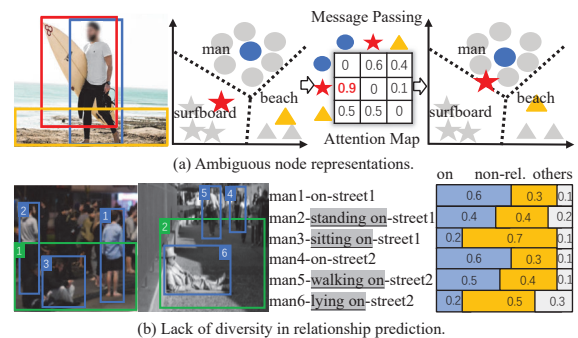 Message Passing
man
surfboard
beach
0 0.6 0.4
0.9 0 0.1
0.5 0.5 0
Attention Map
man
surfboard
beach
(a) Ambiguous node representations.
on non-rel. others
2
1
1
3
5 4
2
6
man1-on-street1
man2-standing on-street1
man3-sitting on-street1
man4-on-street2
man5-walking on-street2
man6-lying on-street2
0.6 0.3 0.1
0.4 0.4 0.2
0.2 0.7 0.1
0.6 0.3 0.1
0.5 0.4 0.1
0.2 0.5 0.3
(b) Lack of diversity in relationship prediction.